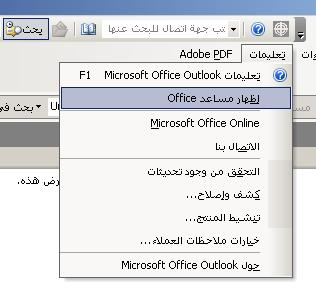 اكتب جهة اتصال للبحث عنها
بحث
تعليمات
Adobe PDF
تعليمات Microsoft Office Outlook F1
إظهار مساعد Office
Microsoft Office Online
الاتصال بنا
التحقق من وجود تحديثات
كشف وإصلاح...
تنشيط المنتج...
خيارات ملاحظات العملاء...
حول Microsoft Office Outlook
بحث في
هذه.